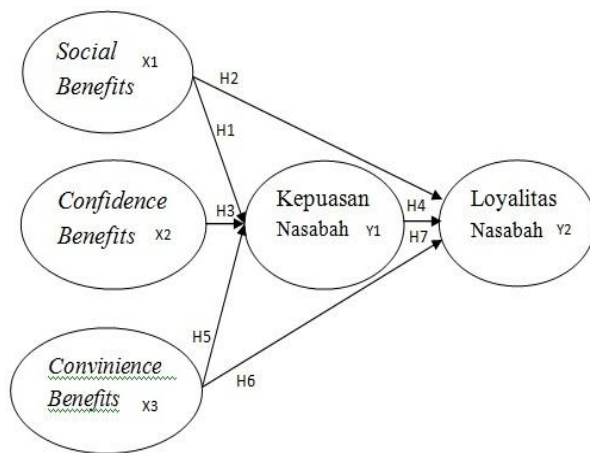 Social X1
Benefits
H2
H1
Confidence
Benefits X2
H3
Kepuasan
Nasabah Y1
H4
H7
Loyalitas
Nasabah Y2
H5
H6
Convinience
Benefits X3